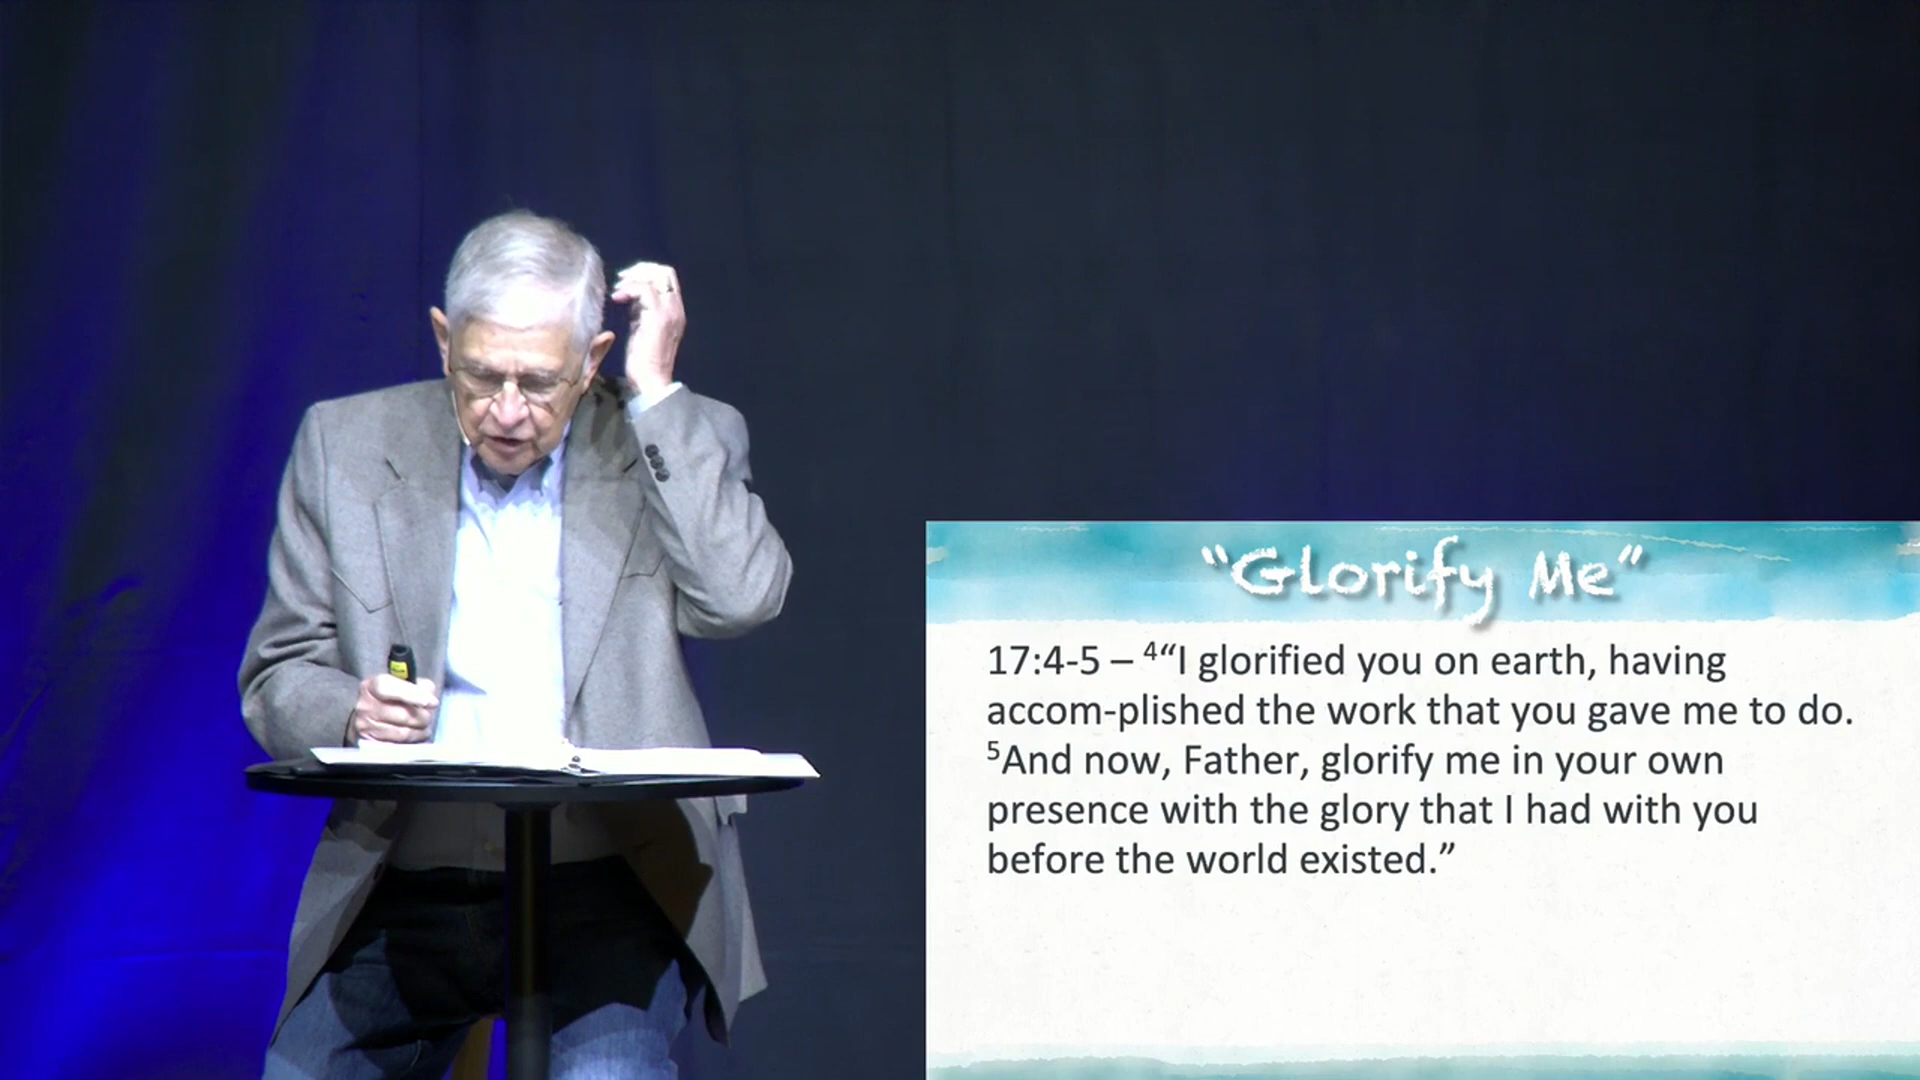 “Glorify Me”
17:4-5 – ⁴“I glorified you on earth, having
accom-plished the work that you gave me to do.
⁵And now, Father, glorify me in your own
presence with the glory that I had with you
before the world existed.”